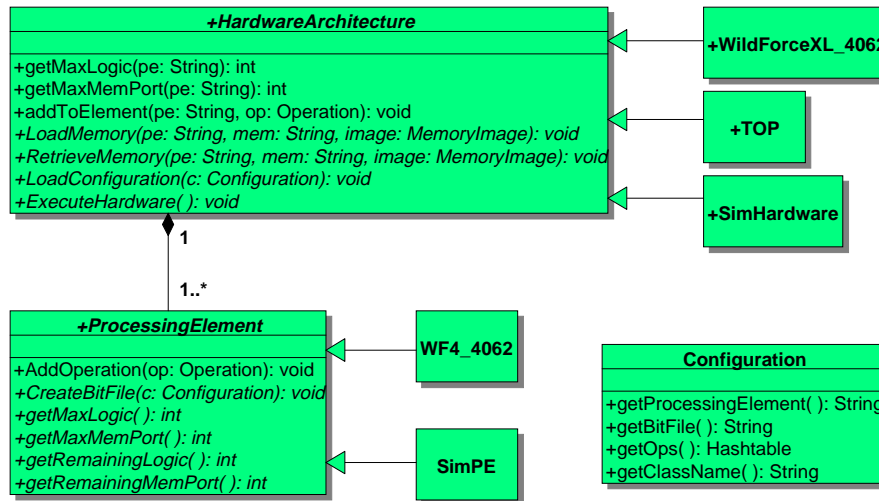 +HardwareArchitecture
+getMaxLogic(pe: String): int
+getMaxMemPort(pe: String): int
+addToElement(pe: String, op: Operation): void
+LoadMemory(pe: String, mem: String, image: MemoryImage): void
+RetrieveMemory(pe: String, mem: String, image: MemoryImage): void
+LoadConfiguration(c: Configuration): void
+ExecuteHardware( ): void
+WildForceXL_4062
+TOP
+SimHardware
1
1..*
+ProcessingElement
+AddOperation(op: Operation): void
+CreateBitFile(c: Configuration): void
+getMaxLogic( ): int
+getMaxMemPort( ): int
+getRemainingLogic( ): int
+getRemainingMemPort( ): int
WF4_4062
SimPE
Configuration
+getProcessingElement( ): String
+getBitFile( ): String
+getOps( ): Hashtable
+getClassName( ): String